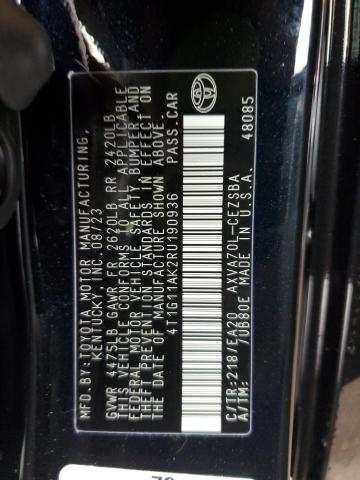 MFD.BY:TOYOTA MOTOR MANUFACTURING,
KENTUCKY, INC. 08/23
GVWR 4475LB GAWR FR 2620LB RR 2420LB
THIS VEHICLE CONFORMS TO ALL APPLICABLE
FEDERAL MOTOR VEHICLE SAFETY, BUMPER,AND
THEFT PREVENTION STANDARDS IN EFFECT ON
THE DATE OF MANUFACTURE SHOWN ABOVE.
4T1G11AK2RU190936 PASS.CAR
C/TR:218/EA20 AXVA70L-CEZSBA
A/TM: /UB80E MADE IN U.S.A.
48085